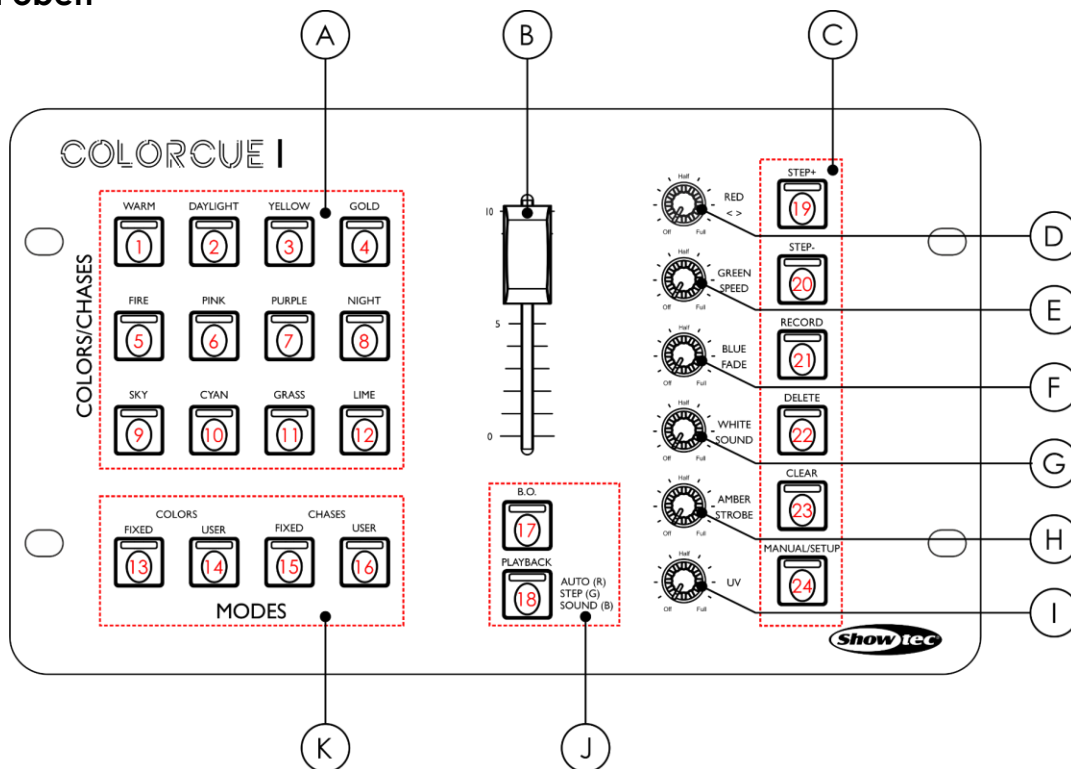 A B C
COLORCUE I
COLORS/CHASES
WARM DAYLIGHT YELLOW GOLD
1 2 3 4
FIRE PINK PURPLE NIGHT
5 6 7 8
SKY CYAN GRASS LIME
9 10 11 12
COLORS CHASES
FIXED USER FIXED USER
13 14 15 16
MODES
K
10
5
0
B.O.
17
PLAYBACK
18
AUTO (R)
STEP (G)
SOUND (B)
J
Half
RED
< >
Off Full
D
Half
GREEN
SPEED
Off Full
E
Half
BLUE
FADE
Off Full
F
Half
WHITE
SOUND
Off Full
G
Half
AMBER
STROBE
Off Full
H
Half
UV
Off Full
I
STEP+
19
STEP-
20
RECORD
21
DELETE
22
CLEAR
23
MANUAL/SETUP
24
Showtec